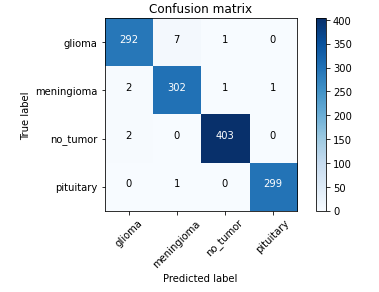 Confusion matrix
True label
glioma 292 7 1 0
meningioma 2 302 1 1
no_tumor 2 0 403 0
pituitary 0 1 0 299
glioma meningioma no_tumor pituitary
Predicted label
400
350
300
250
200
150
100
50
0